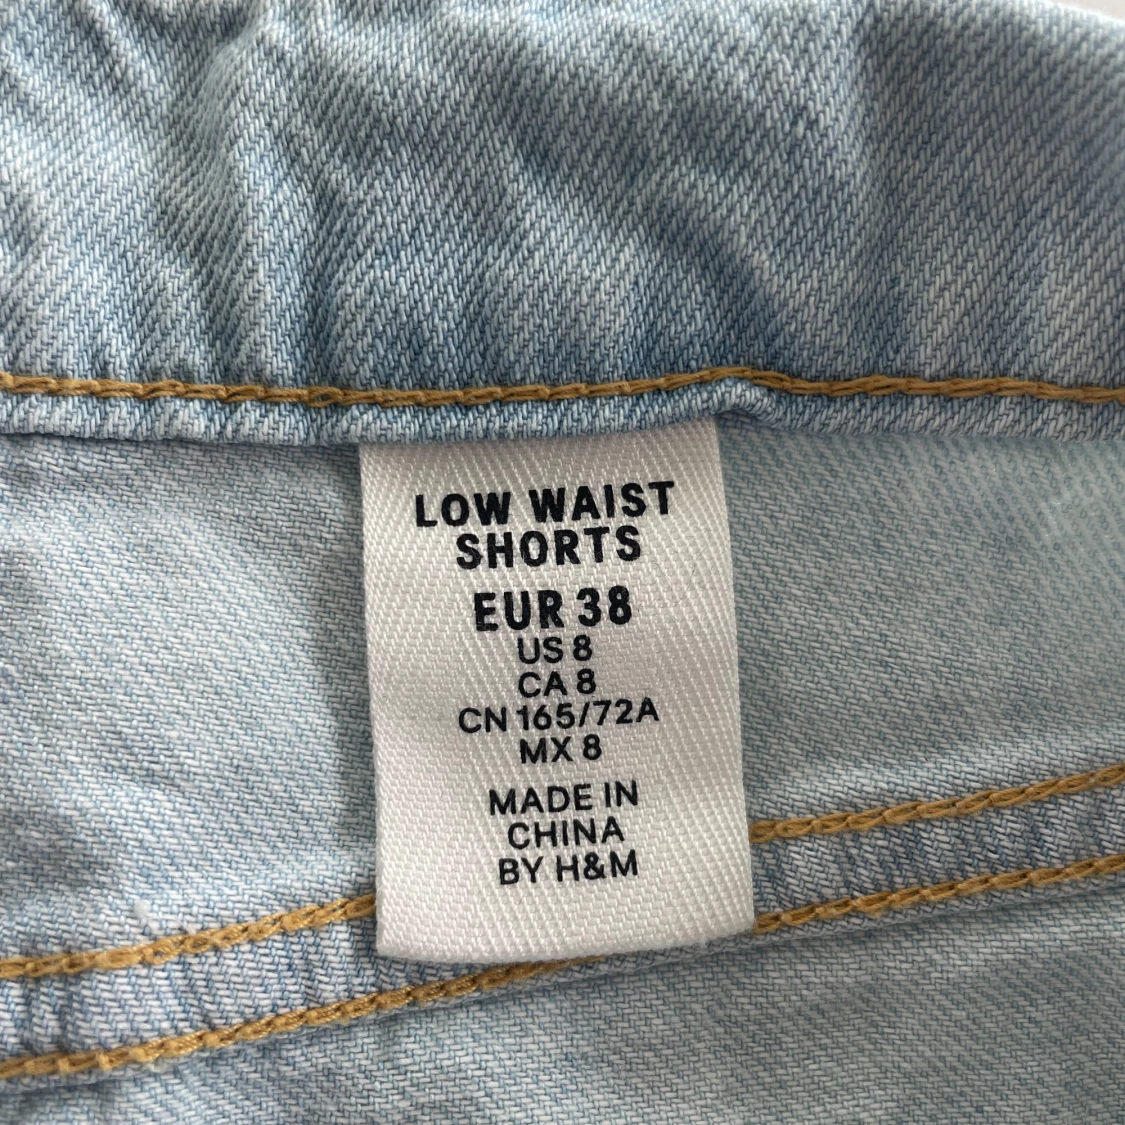 LOW WAIST
SHORTS
EUR 38
US 8
CA 8
CN 165/72A
MX 8
MADE IN
CHINA
BY H&M